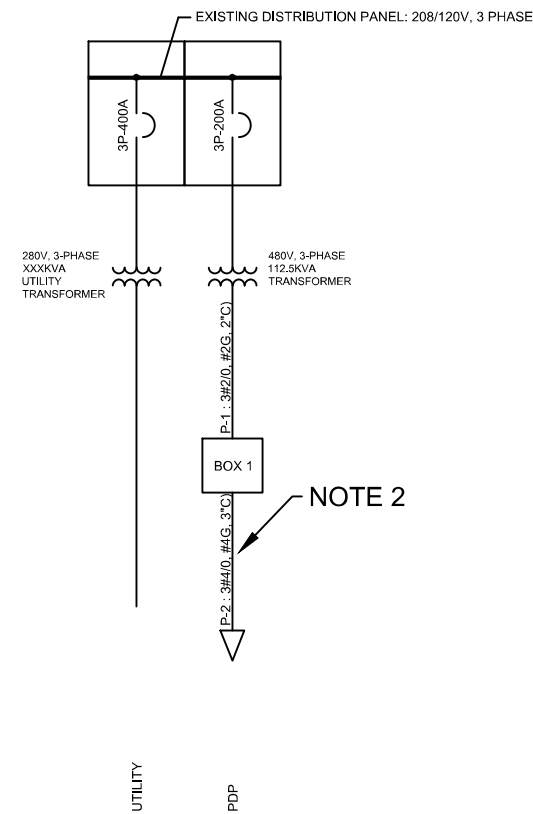 EXISTING DISTRIBUTION PANEL: 208/120V, 3 PHASE
3P-400A
3P-200A
280V, 3-PHASE
XXXKVA
UTILITY
TRANSFORMER
480V, 3-PHASE
112.5KVA
TRANSFORMER
P-1 : 3#2/0, #2G, 2"C)
BOX 1
NOTE 2
P-2 : 3#4/0, #4G, 3"C)
UTILITY
PDP